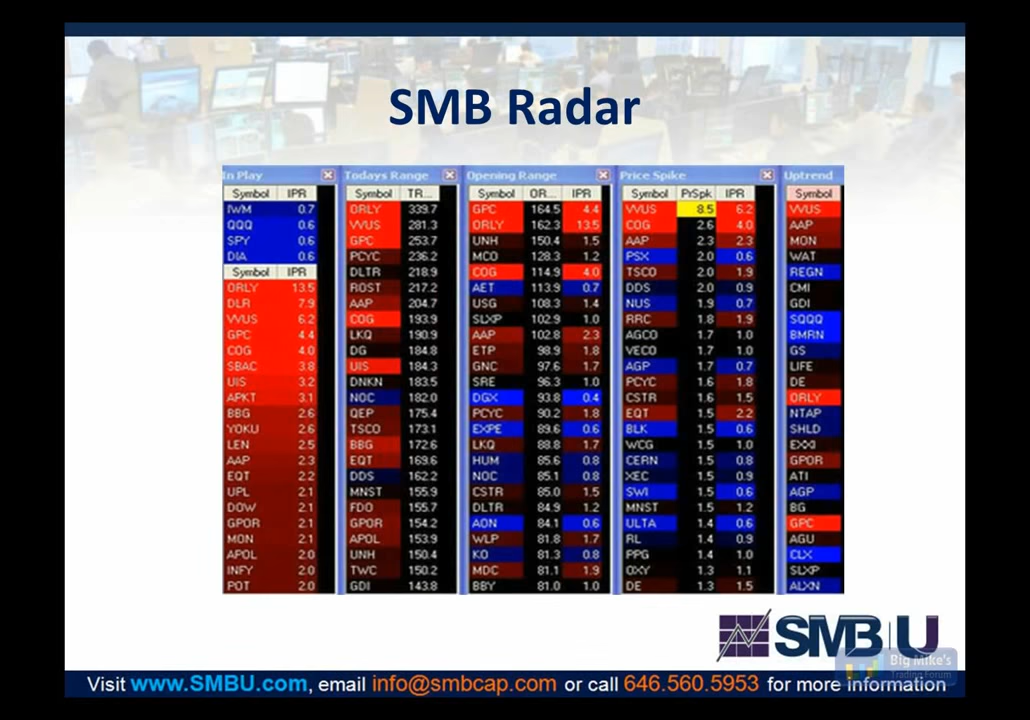 SMB Radar
In Play Todays Range Opening Range Price Spike Uptrend
Symbol IPR Symbol TR... Symbol OR... IPR Symbol PrSpk IPR Symbol
IWM 0.7 ORLY 339.7 GPC 164.5 4.4 VVUS 8.5 6.2 VVUS
QQQ 0.6 VVUS 281.3 ORLY 162.3 13.5 COG 2.6 4.0 AAP
SPY 0.6 GPC 253.7 UNH 150.4 1.5 AAP 2.3 2.3 MON
DIA 0.6 PCYC 236.2 MCO 128.3 1.2 PSX 2.0 0.6 WAT
Symbol IPR DLTR 218.9 COG 114.9 4.0 TSCO 2.0 1.9 REGN
ORLY 13.5 ROST 217.2 AET 113.9 0.7 DDS 2.0 0.9 CMI
DLR 7.9 AAP 204.7 USG 108.3 1.4 NUS 1.9 0.7 GDI
VVUS 6.2 COG 193.9 SLXP 102.9 1.0 RRC 1.8 1.9 SQQQ
GPC 4.4 LKQ 190.9 AAP 102.8 2.3 AGCO 1.7 1.0 BMRN
COG 4.0 DG 184.8 ETP 98.9 1.8 VECO 1.7 1.0 GS
SBAC 3.8 UIS 184.3 GNC 97.6 1.7 AGP 1.7 0.7 LIFE
UIS 3.2 DNKN 183.5 SRE 96.3 1.0 PCYC 1.6 1.8 DE
APKT 3.1 NOC 182.0 DGX 93.8 0.4 CSTR 1.6 1.5 ORLY
BBG 2.6 QEP 175.4 PCYC 90.2 1.8 EQT 1.5 2.2 NTAP
YOKU 2.6 TSCO 173.1 EXPE 89.6 0.6 BLK 1.5 0.6 SHLD
LEN 2.5 BBG 172.6 LKQ 88.8 1.7 WCG 1.5 1.0 EXXI
AAP 2.3 EQT 169.6 HUM 85.6 0.8 CERN 1.5 0.8 GPOR
EQT 2.2 DDS 162.2 NOC 85.1 0.8 XEC 1.5 0.9 ATI
UPL 2.1 MNST 155.9 CSTR 85.0 1.5 SWI 1.5 0.6 AGP
DOW 2.1 FDO 155.7 DLTR 84.9 1.2 MNST 1.5 1.2 BG
GPOR 2.1 GPOR 154.2 AON 84.1 0.6 ULTA 1.4 0.6 GPC
MON 2.1 APOL 153.9 WLP 81.8 1.7 RL 1.4 0.9 AGU
APOL 2.0 UNH 150.4 KO 81.3 0.8 PPG 1.4 1.0 CLX
INFY 2.0 TWC 150.2 MDC 81.1 1.9 OXY 1.3 1.1 SLXP
POT 2.0 GDI 143.8 BBY 81.0 1.0 DE 1.3 1.5 ALXN
SMB U
Big Mike's
Trading Forum
Visit www.SMBU.com, email info@smbcap.com or call 646.560.5953 for more information